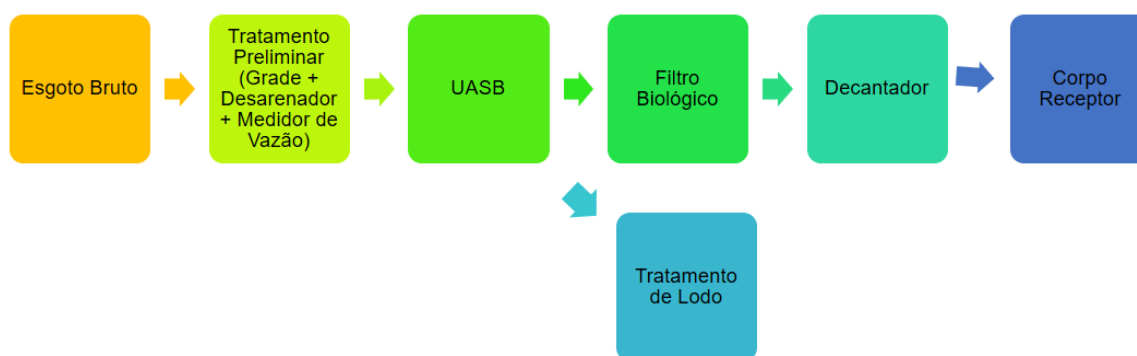 Esgoto Bruto
Tratamento
Preliminar
(Grade +
Desarenador
+ Medidor de
Vazão)
UASB
Filtro
Biológico
Decantador
Corpo
Receptor
Tratamento
de Lodo